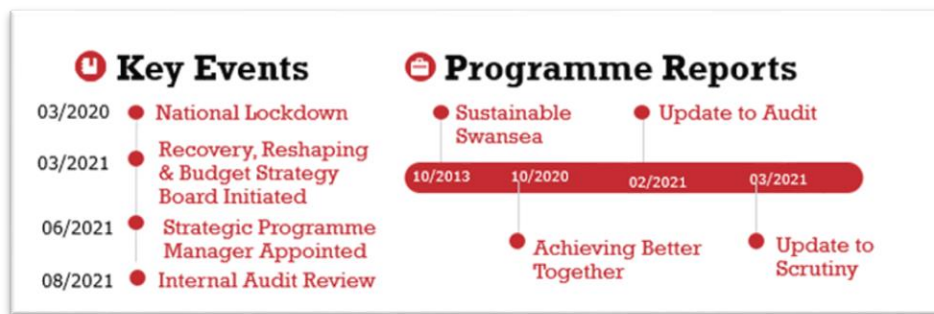 Key Events
03/2020 National Lockdown
03/2021 Recovery, Reshaping
& Budget Strategy
Board Initiated
06/2021 Strategic Programme
Manager Appointed
08/2021 Internal Audit Review
Programme Reports
Sustainable
Swansea
Update to Audit
10/2013 10/2020 02/2021 03/2021
Achieving Better
Together
Update to
Scrutiny